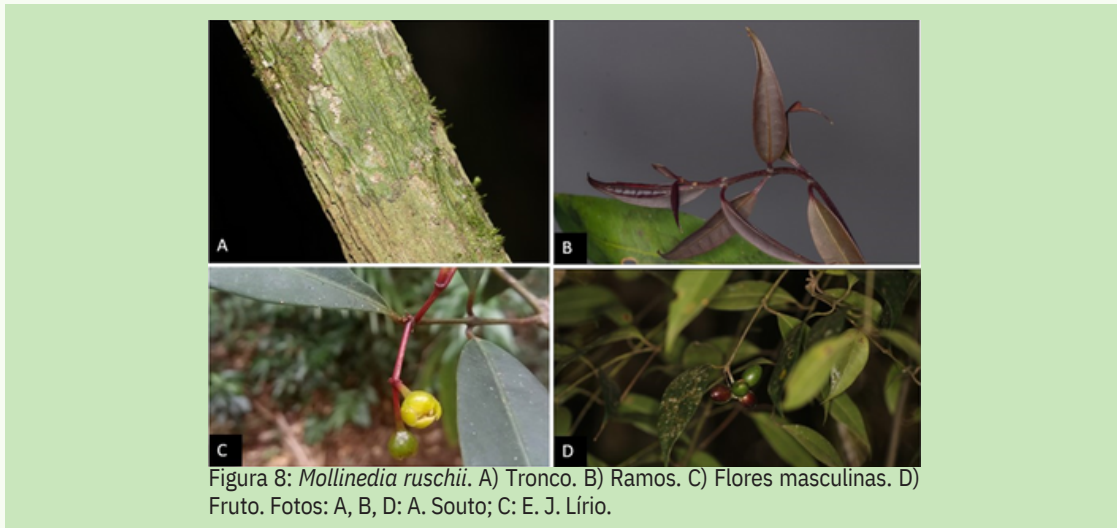 A
B
C
D
Figura 8: Mollinedia ruschii. A) Tronco. B) Ramos. C) Flores masculinas. D)
Fruto. Fotos: A, B, D: A. Souto; C: E. J. Lírio.